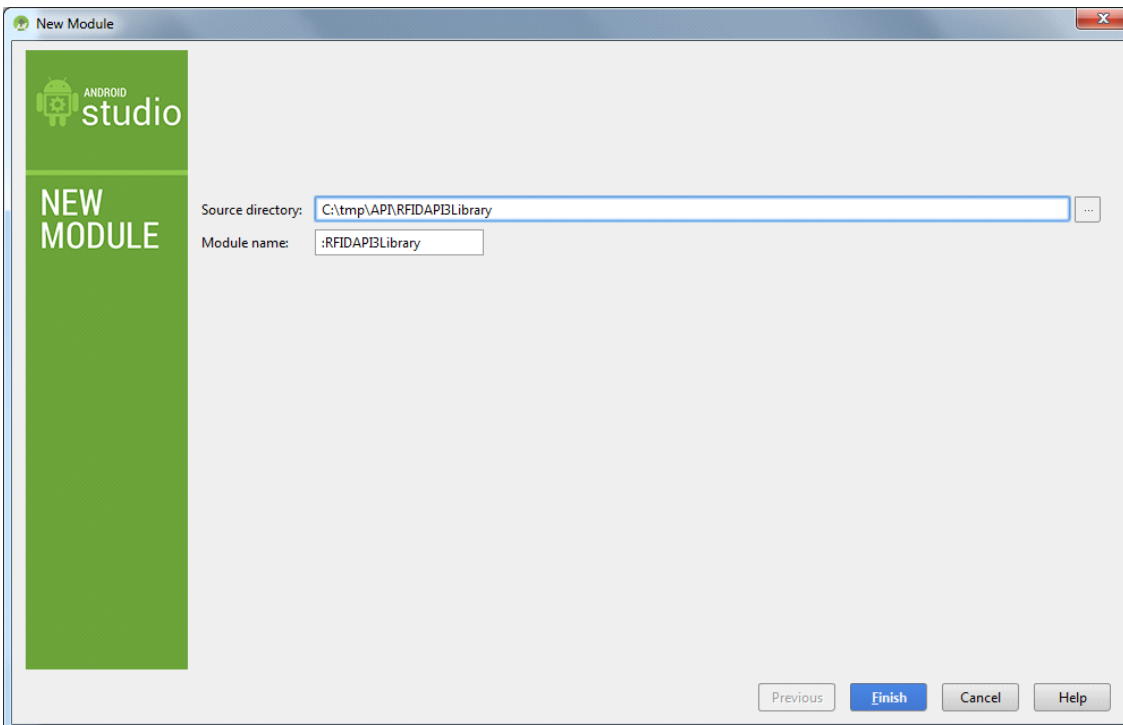 New Module
ANDROID
studio
NEW
MODULE
Source directory: C:\tmp\API\RFIDAPI3Library ...
Module name: :RFIDAPI3Library
Previous Finish Cancel Help